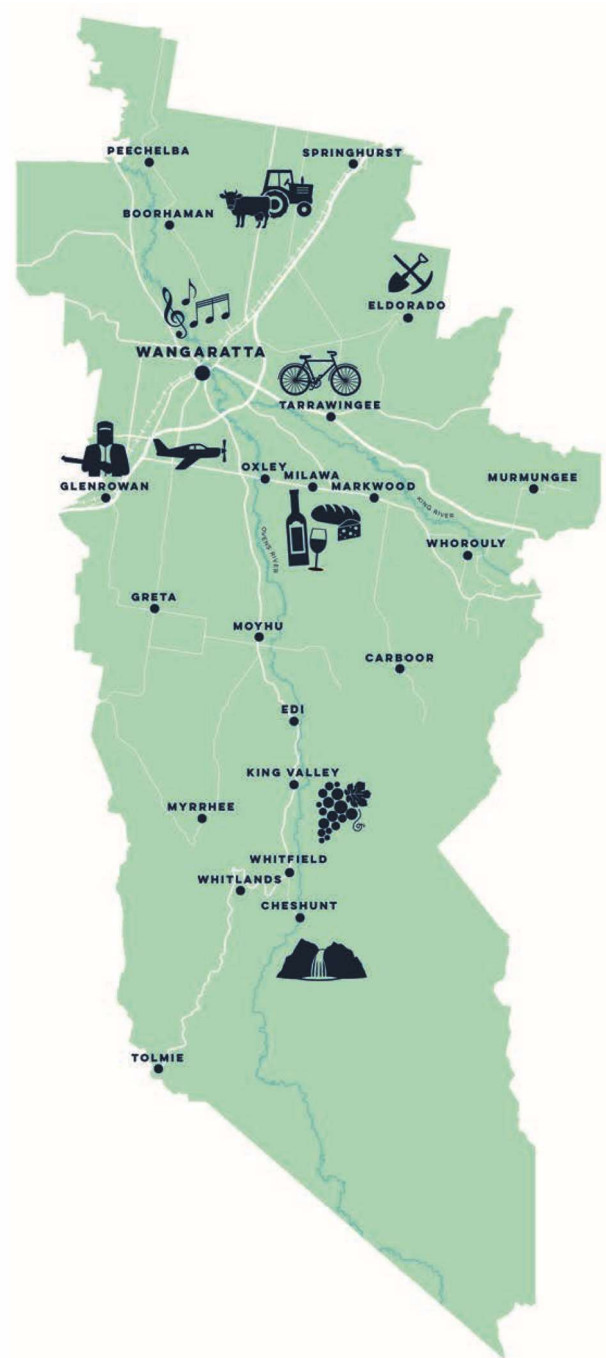 PEECHELBA
SPRINGHURST
BOORHAMAN
ELDORADO
WANGARATTA
TARRAWINGEE
OXLEY
MILAWA
MARKWOOD
MURMUNGEE
GLENROWAN
KING RIVER
WHOROULY
OVENS RIVER
GRETA
MOYHU
CARBOOR
EDI
KING VALLEY
MYRRHEE
WHITFIELD
WHITLANDS
CHESHUNT
TOLMIE